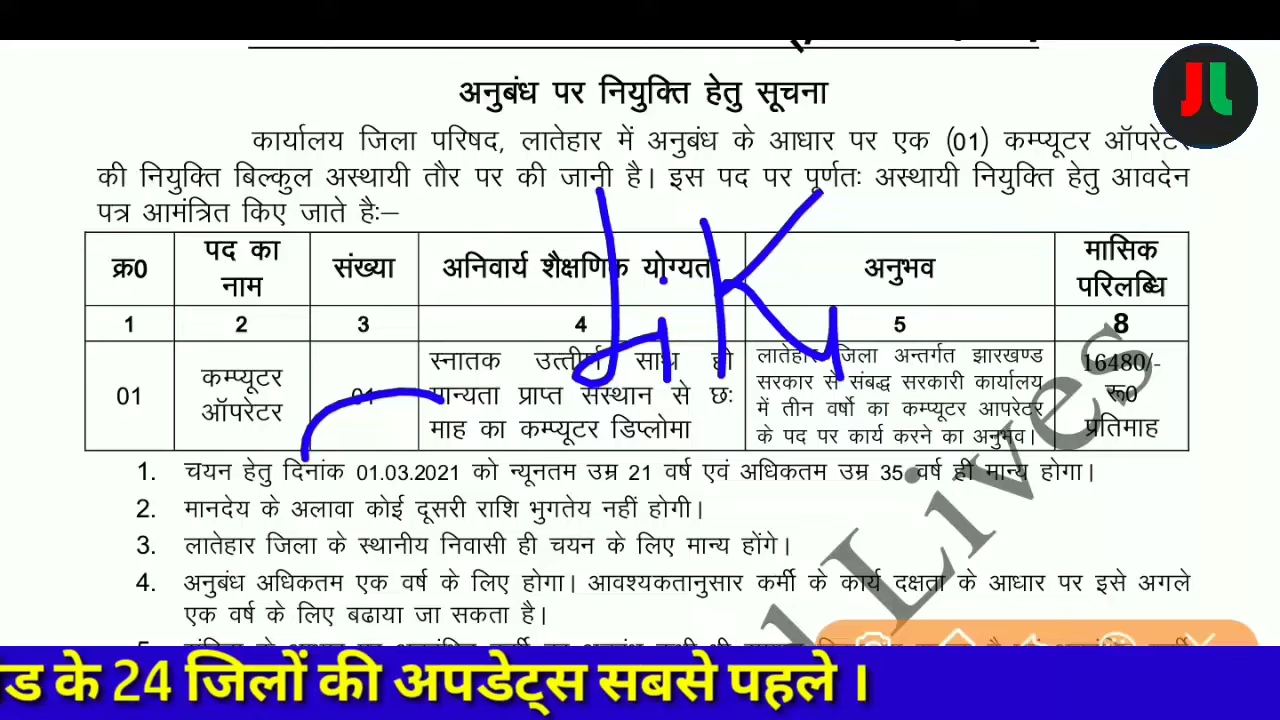 JL
अनुबंध पर नियुक्ति हेतु सूचना
कार्यालय जिला परिषद, लातेहार में अनुबंध के आधार पर एक (01) कम्प्यूटर ऑपरेटर
की नियुक्ति बिल्कुल अस्थायी तौर पर की जानी है। इस पद पर पूर्णतः अस्थायी नियुक्ति हेतु आवदेन
पत्र आमंत्रित किए जाते हैः–
क्र0 पद का नाम संख्या अनिवार्य शैक्षणिक योग्यता अनुभव मासिक परिलब्धि
1 2 3 4 5 8
01 कम्प्यूटर ऑपरेटर 01 स्नातक उत्तीर्ण साथ हो मान्यता प्राप्त संस्थान से छः माह का कम्प्यूटर डिप्लोमा लातेहार जिला अन्तर्गत झारखण्ड सरकार से संबद्ध सरकारी कार्यालय में तीन वर्षो का कम्प्यूटर आपरेटर के पद पर कार्य करने का अनुभव। 16480/- रू0 प्रतिमाह
1. चयन हेतु दिनांक 01.03.2021 को न्यूनतम उम्र 21 वर्ष एवं अधिकतम उम्र 35 वर्ष ही मान्य होगा।
2. मानदेय के अलावा कोई दूसरी राशि भुगतेय नहीं होगी।
3. लातेहार जिला के स्थानीय निवासी ही चयन के लिए मान्य होंगे।
4. अनुबंध अधिकतम एक वर्ष के लिए होगा। आवश्यकतानुसार कर्मी के कार्य दक्षता के आधार पर इसे अगले
एक वर्ष के लिए बढाया जा सकता है।
Lives
के 24 जिलों की अपडेट्स सबसे पहले।